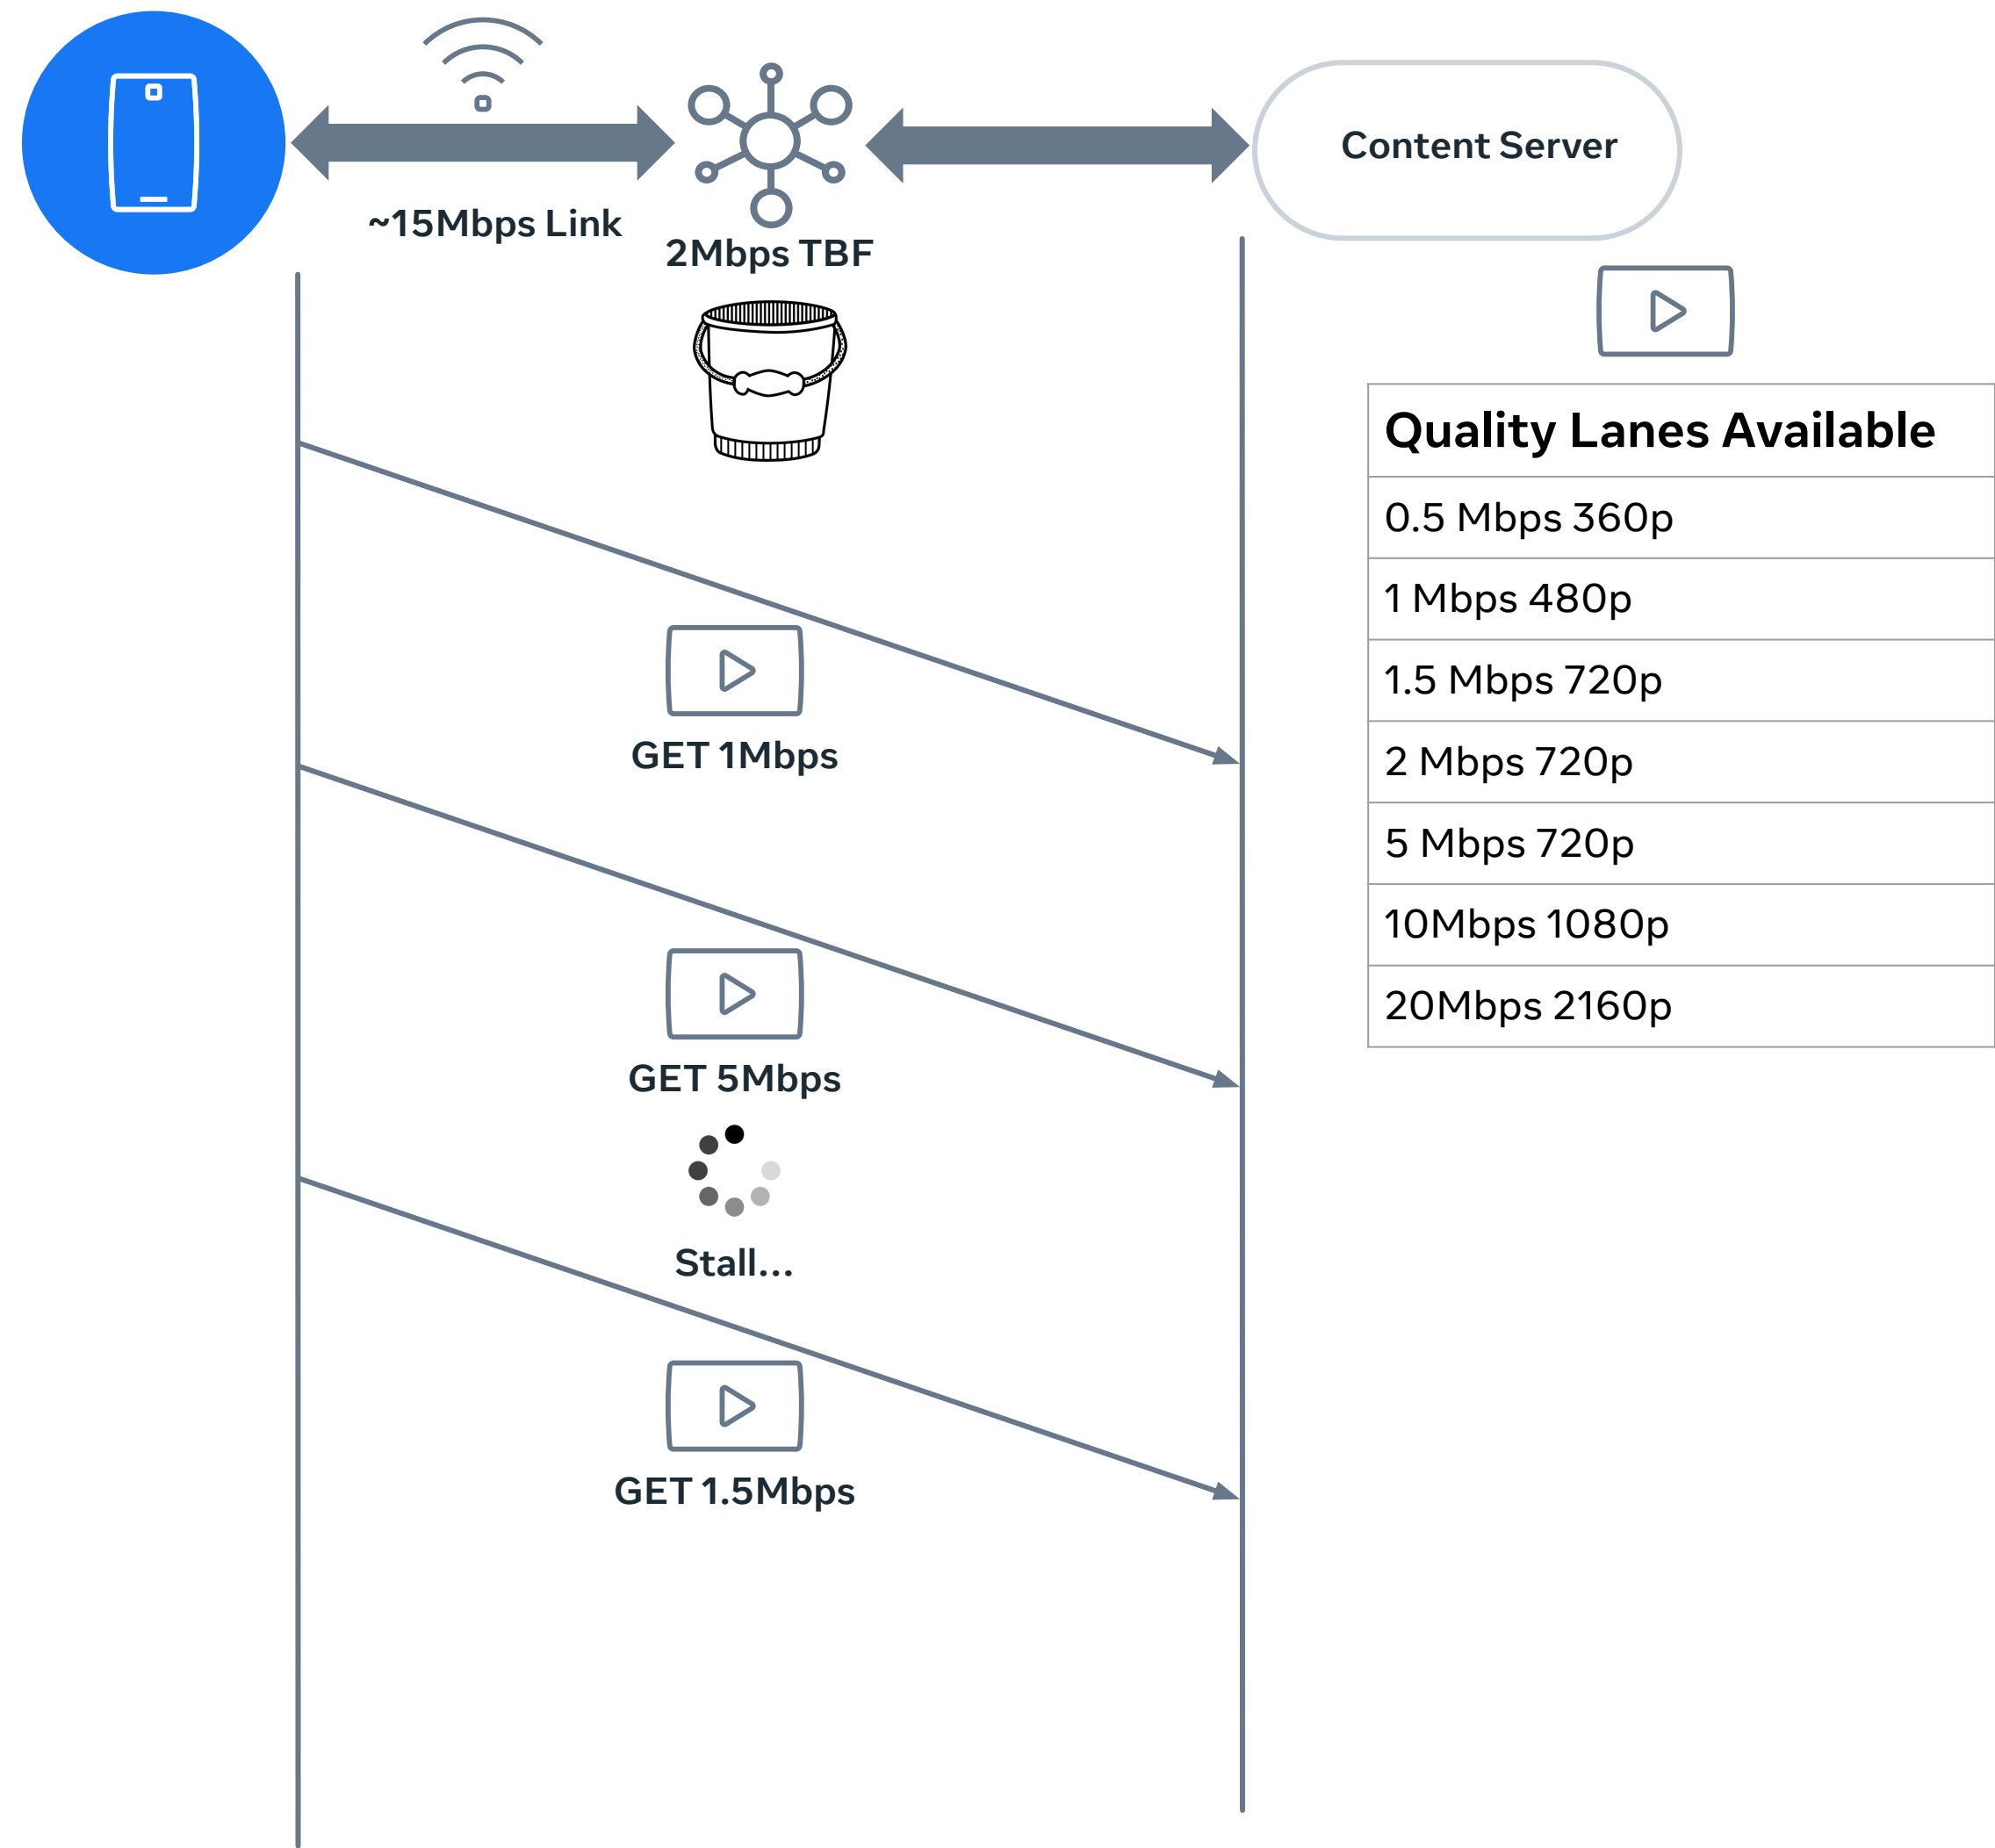 ~15Mbps Link
2Mbps TBF
Content Server
Quality Lanes Available
0.5 Mbps 360p
1 Mbps 480p
1.5 Mbps 720p
2 Mbps 720p
5 Mbps 720p
10Mbps 1080p
20Mbps 2160p
GET 1Mbps
GET 5Mbps
Stall...
GET 1.5Mbps